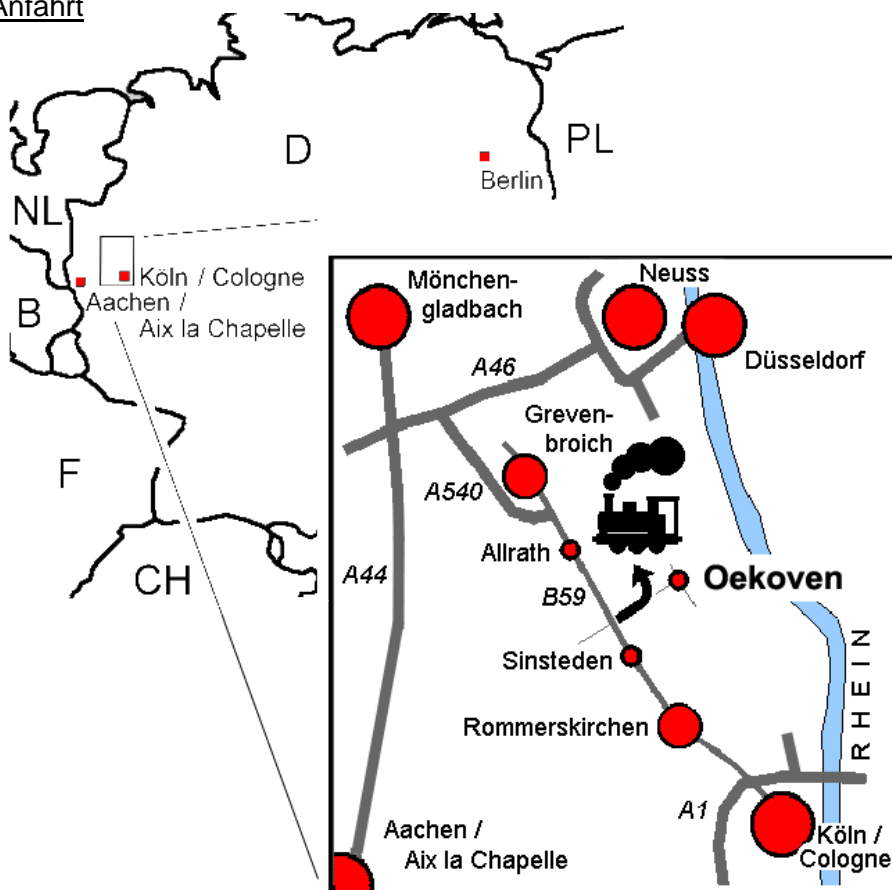 Anfahrt
D
PL
Berlin
NL
Köln / Cologne
Aachen /
Aix la Chapelle
B
F
CH
Mönchen-
gladbach
Neuss
Düsseldorf
A46
Greven-
broich
A540
Allrath
A44
B59
Oekoven
Sinsteden
RHEIN
Rommerskirchen
A1
Köln /
Cologne
Aachen /
Aix la Chapelle